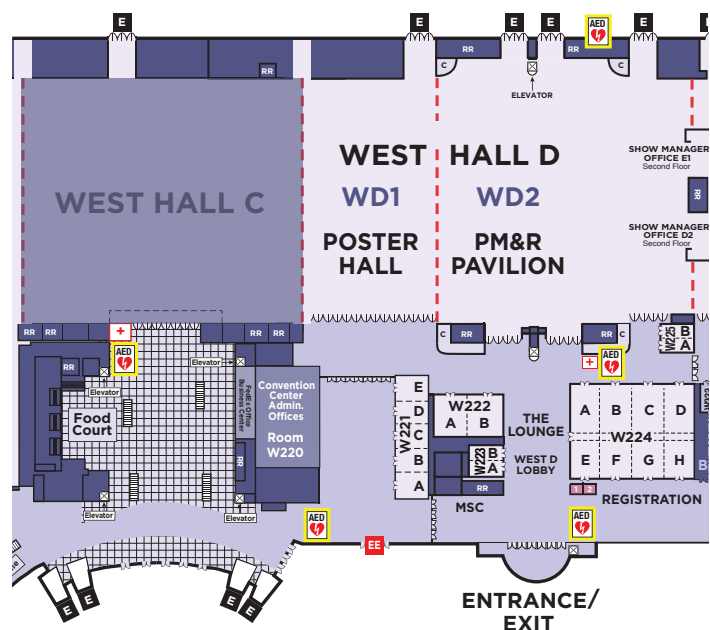 E
E
E
E
E
AED
RR
RR
RR
C
C
ELEVATOR
WEST HALL D
WEST HALL C
WD1
WD2
POSTER
HALL
PM&R
PAVILION
SHOW MANAGER
OFFICE E1
Second Floor
RR
SHOW MANAGER
OFFICE D2
Second Floor
RR
RR
+
RR
RR
C
RR
RR
C
W225
B
A
AED
AED
+
RR
Elevator
Elevator
Food
Court
FedEx Office
Business Center
Convention
Center
Admin.
Offices
Room
W220
RR
W221
E
D
C
B
A
W222
A
B
W223
B
A
RR
MSC
THE
LOUNGE
WEST D
LOBBY
A
B
C
D
W224
E
F
G
H
B
1
2
REGISTRATION
Elevator
Elevator
AED
AED
EE
E
E
E
E
ENTRANCE/
EXIT